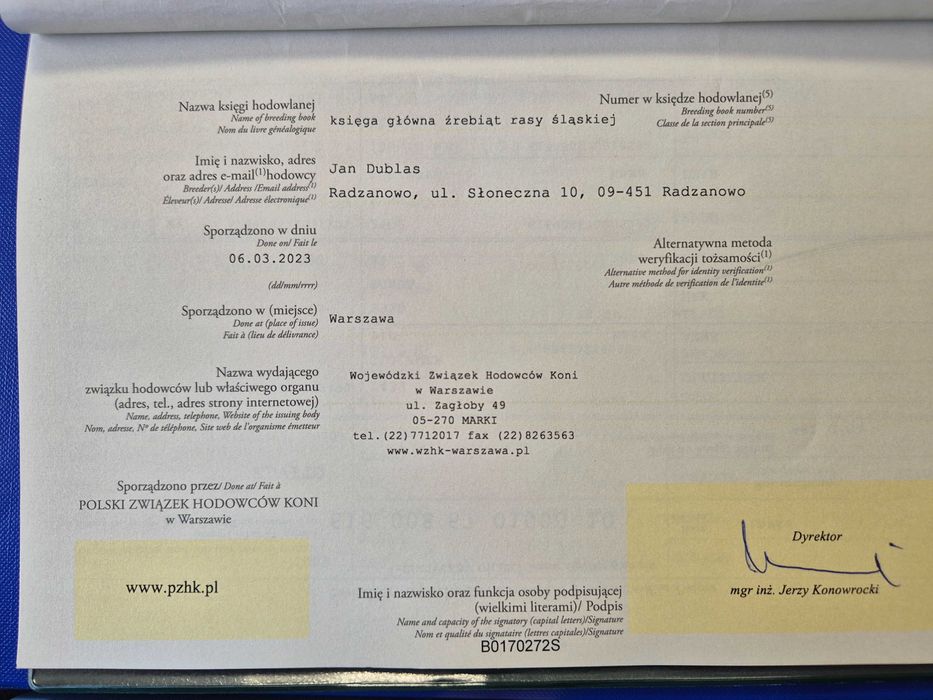 Nazwa księgi hodowlanej
Name of breeding book
Nom du livre généalogique
księga główna źrebiąt rasy śląskiej
Numer w księdze hodowlanej(5)
Breeding book number(5)
Classe de la section principale(5)
Imię i nazwisko, adres
oraz adres e-mail(1)hodowcy
Breeder(s)/ Address /Email address(1)
Éleveur(s)/ Adresse/ Adresse électronique(1)
Jan Dublas
Radzanowo, ul. Słoneczna 10, 09-451 Radzanowo
Sporządzono w dniu
Done on/ Fait le
06.03.2023
(dd/mm/rrrr)
Alternatywna metoda
weryfikacji tożsamości(1)
Alternative method for identity verification(1)
Autre méthode de verification de l'identite(1)
Sporządzono w (miejsce)
Done at (place of issue)
Fait à (lieu de délivrance)
Warszawa
Nazwa wydającego
związku hodowców lub właściwego organu
(adres, tel., adres strony internetowej)
Name, address, telephone, Website of the issuing body
Nom, adresse, Nº de téléphone, Site web de l'organisme émetteur
Wojewódzki Związek Hodowców Koni
w Warszawie
ul. Zagłoby 49
05-270 MARKI
tel.(22)7712017 fax (22)8263563
www.wzhk-warszawa.pl
Sporządzono przez/ Done at/ Fait à
POLSKI ZWIĄZEK HODOWCÓW KONI
w Warszawie
www.pzhk.pl
Dyrektor
mgr inż. Jerzy Konowrocki
Imię i nazwisko oraz funkcja osoby podpisującej
(wielkimi literami)/ Podpis
Name and capacity of the signatory (capital letters)/Signature
Nom et qualité du signataire (lettres capitales)/Signature
B0170272S